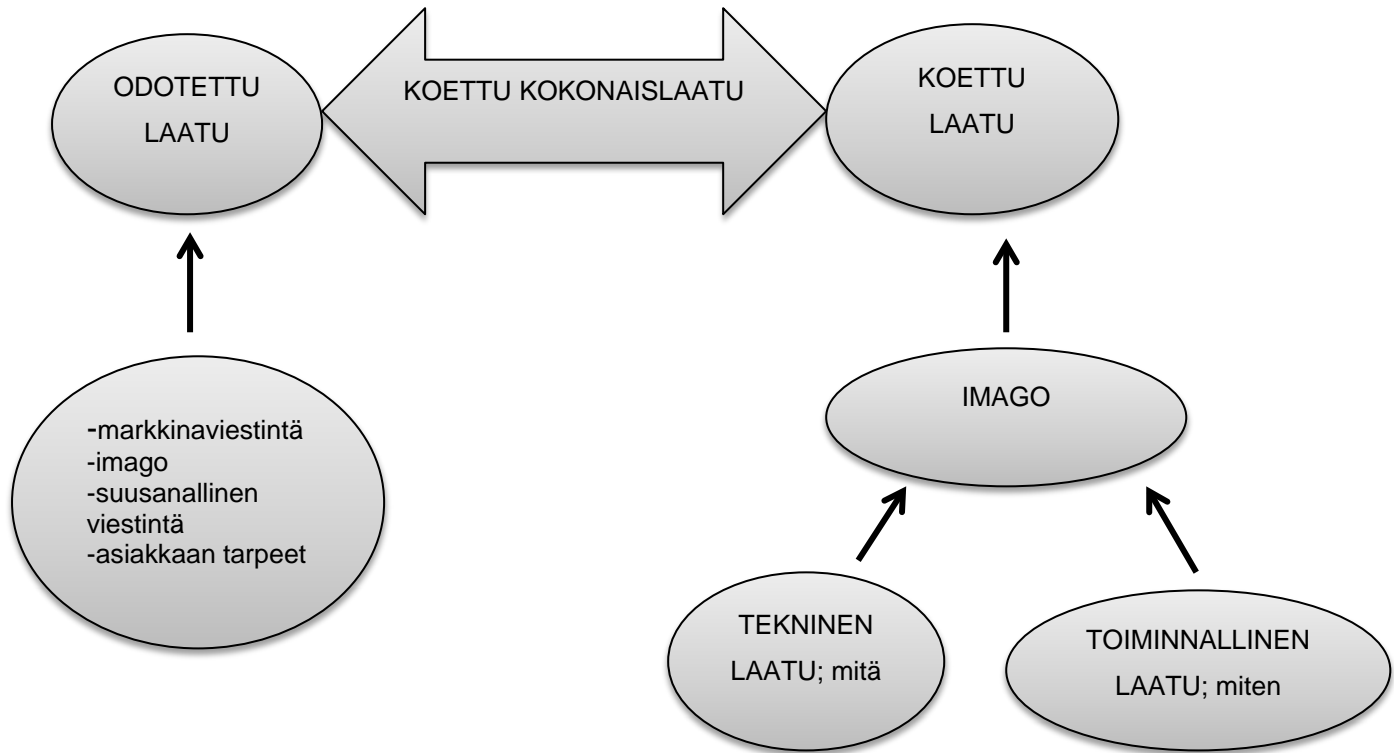 ODOTETTU
LAATU
KOETTU KOKONAISLAATU
KOETTU
LAATU
-markkinaviestintä
-imago
-suusanallinen
viestintä
-asiakkaan tarpeet
IMAGO
TEKNINEN
LAATU; mitä
TOIMINNALLINEN
LAATU; miten